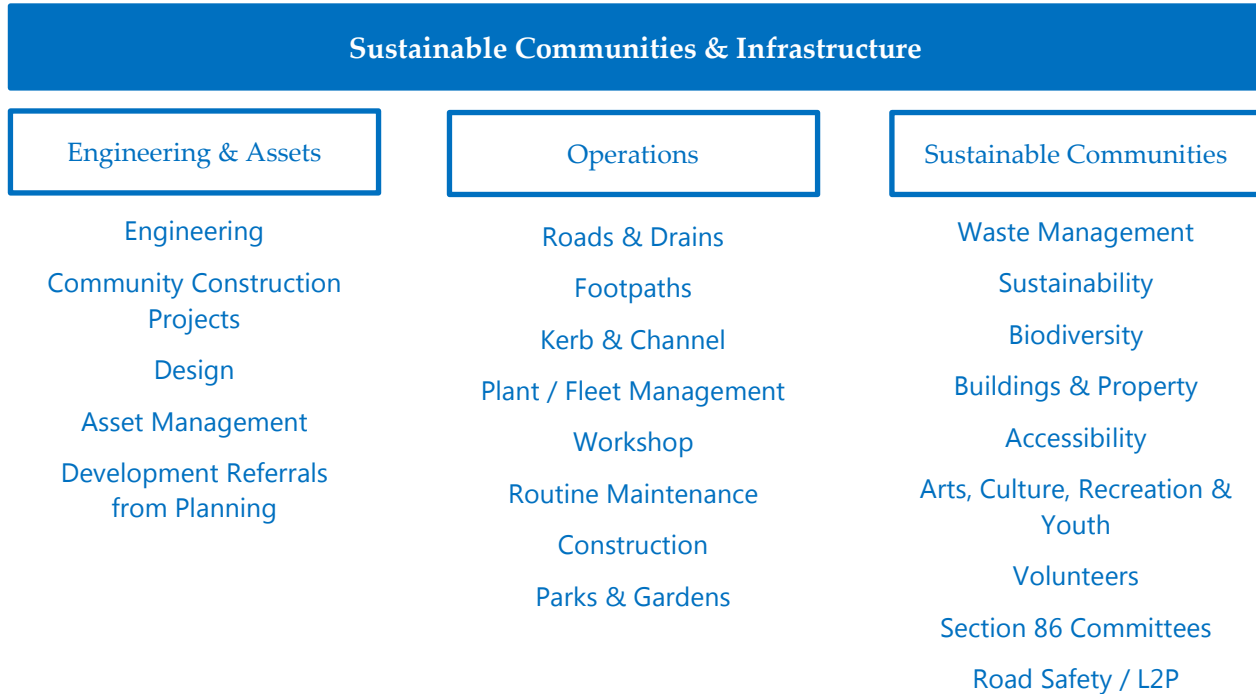 Sustainable Communities & Infrastructure
Engineering & Assets
Engineering
Community Construction
Projects
Design
Asset Management
Development Referrals
from Planning
Operations
Roads & Drains
Footpaths
Kerb & Channel
Plant / Fleet Management
Workshop
Routine Maintenance
Construction
Parks & Gardens
Sustainable Communities
Waste Management
Sustainability
Biodiversity
Buildings & Property
Accessibility
Arts, Culture, Recreation &
Youth
Volunteers
Section 86 Committees
Road Safety / L2P